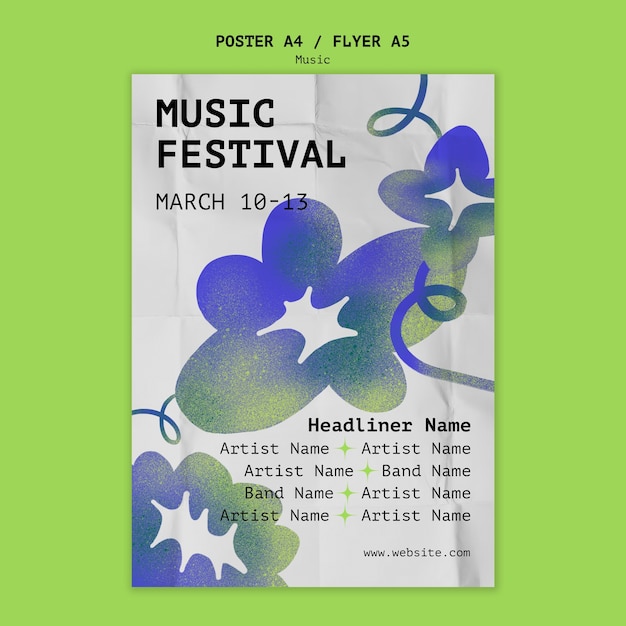 POSTER A4 / FLYER A5
Music
MUSIC
FESTIVAL
MARCH 10-13
Headliner Name
Artist Name ✦ Artist Name
Artist Name ✦ Band Name
Band Name ✦ Artist Name
Artist Name ✦ Artist Name
www.website.com